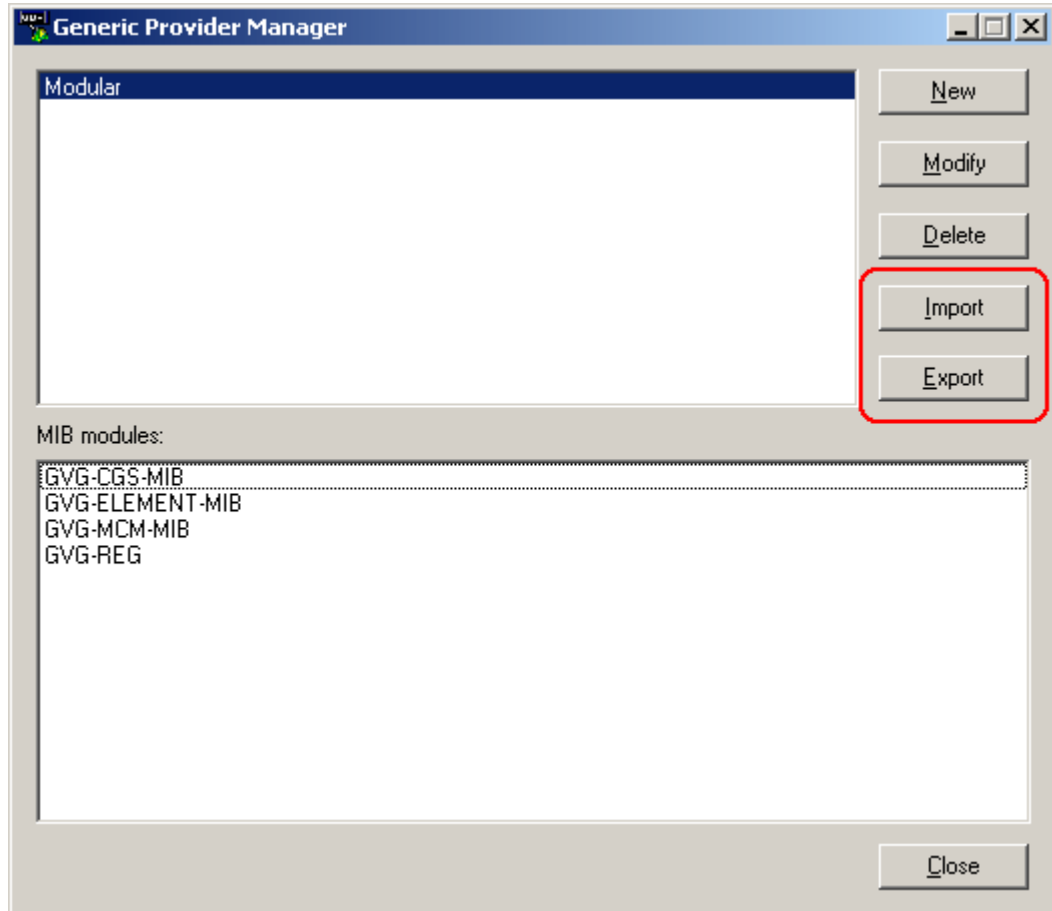 Generic Provider Manager
Modular
New
Modify
Delete
Import
Export
MIB modules:
GVG-CGS-MIB
GVG-ELEMENT-MIB
GVG-MCM-MIB
GVG-REG
Close